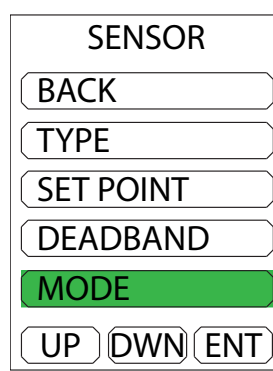 SENSOR
BACK
TYPE
SET POINT
DEADBAND
MODE
UP DWN ENT